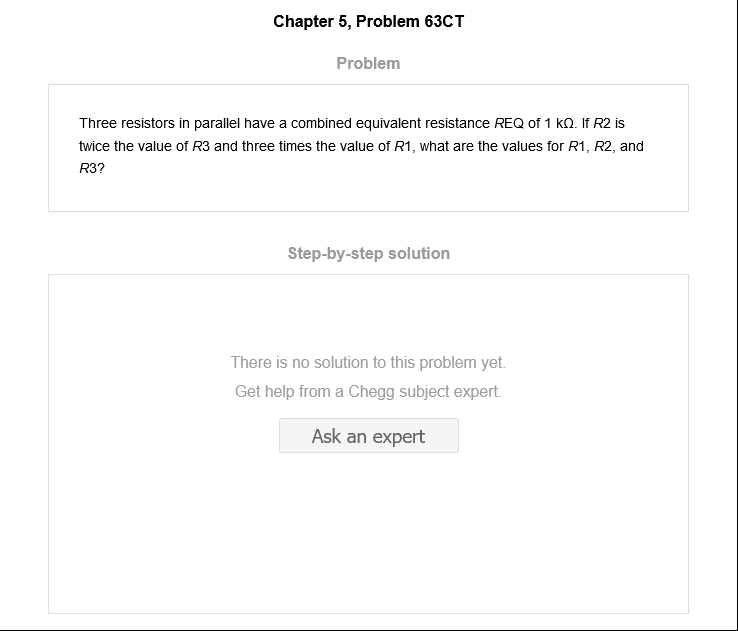 Chapter 5, Problem 63CT
Problem
Three resistors in parallel have a combined equivalent resistance REQ of 1 kΩ. If R2 is
twice the value of R3 and three times the value of R1, what are the values for R1, R2, and
R3?
Step-by-step solution
There is no solution to this problem yet.
Get help from a Chegg subject expert.
Ask an expert